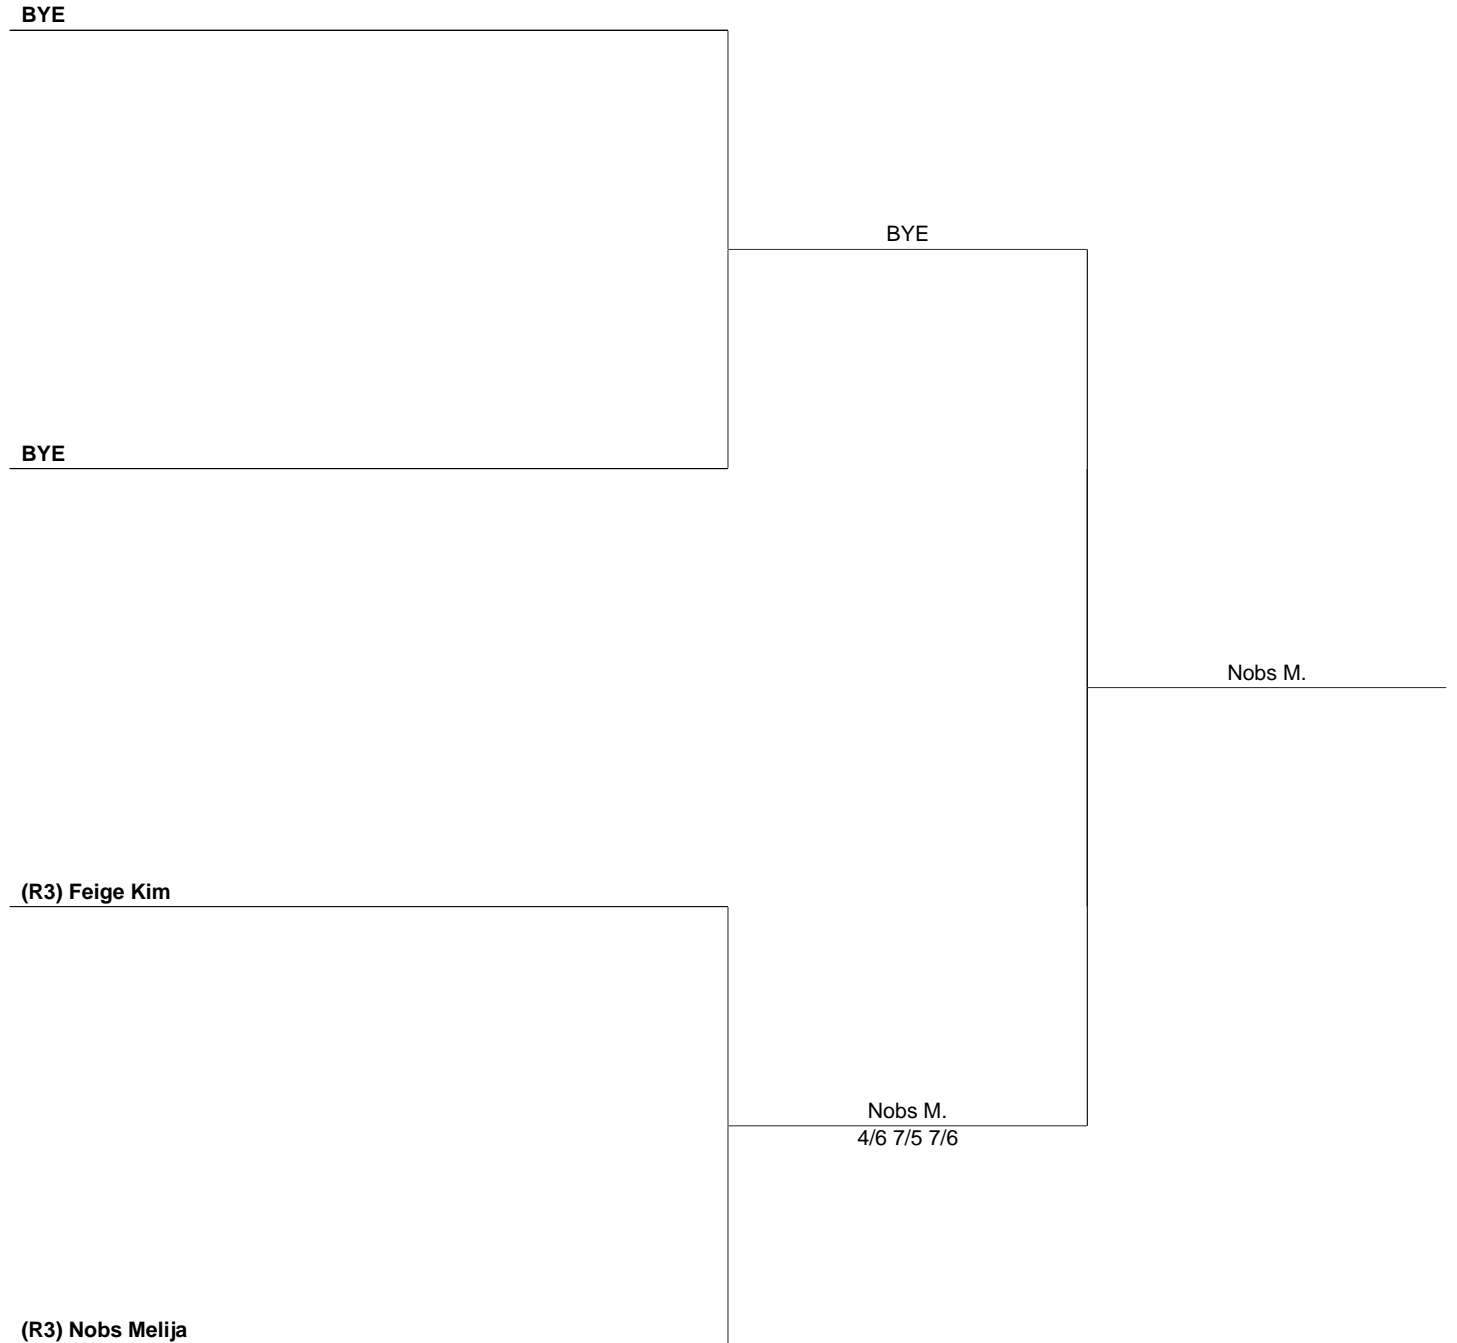 BYE
BYE
BYE
Nobs M.
(R3) Feige Kim
Nobs M.
4/6 7/5 7/6
(R3) Nobs Melija